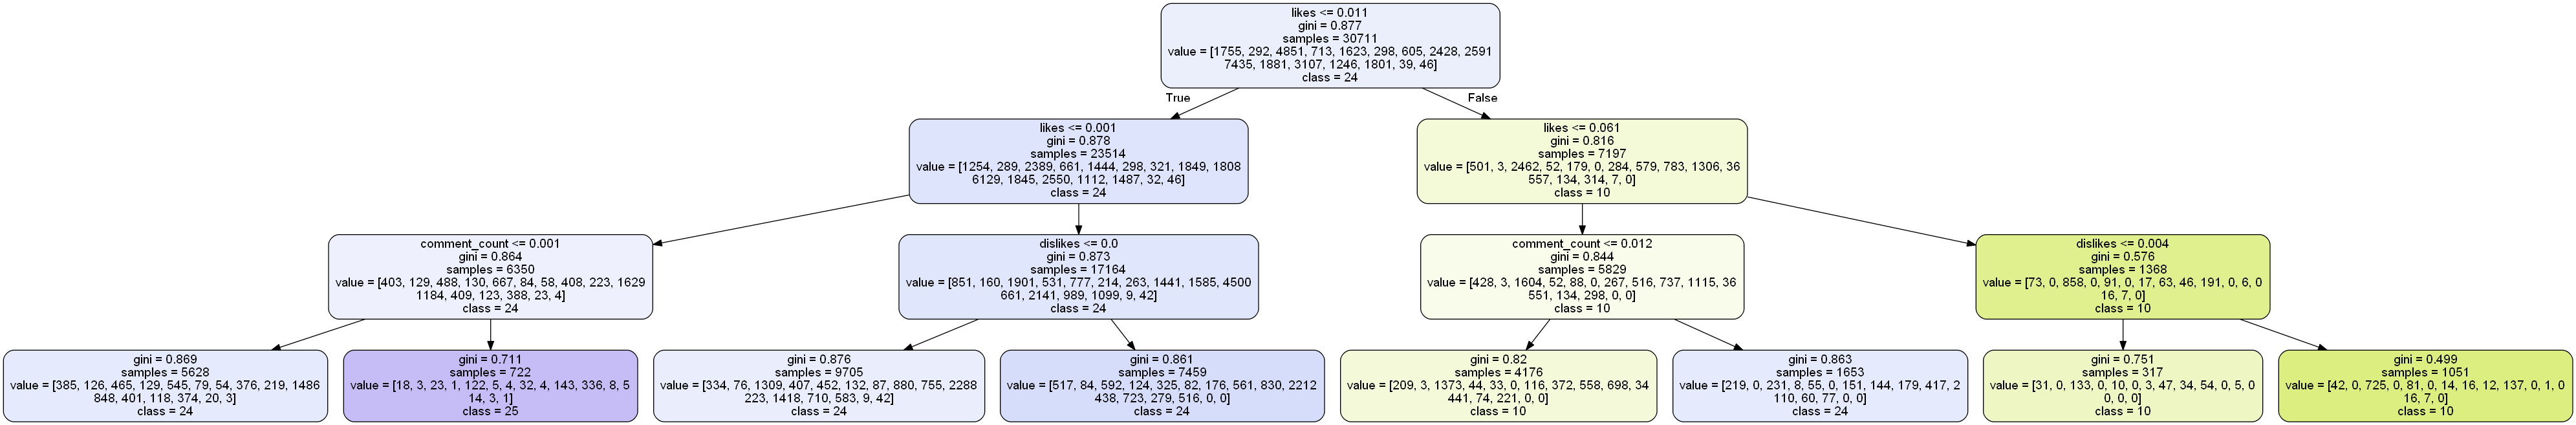 likes <= 0.011
gini = 0.877
samples = 30711
value = [1755, 292, 4851, 713, 1623, 298, 605, 2428, 2591
7435, 1881, 3107, 1246, 1801, 39, 46]
class = 24
True
False
likes <= 0.001
gini = 0.878
samples = 23514
value = [1254, 289, 2389, 661, 1444, 298, 321, 1849, 1808
6129, 1845, 2550, 1112, 1487, 32, 46]
class = 24
likes <= 0.061
gini = 0.816
samples = 7197
value = [501, 3, 2462, 52, 179, 0, 284, 579, 783, 1306, 36
557, 134, 314, 7, 0]
class = 10
comment_count <= 0.001
gini = 0.864
samples = 6350
value = [403, 129, 488, 130, 667, 84, 58, 408, 223, 1629
1184, 409, 123, 388, 23, 4]
class = 24
dislikes <= 0.0
gini = 0.873
samples = 17164
value = [851, 160, 1901, 531, 777, 214, 263, 1441, 1585, 4500
661, 2141, 989, 1099, 9, 42]
class = 24
comment_count <= 0.012
gini = 0.844
samples = 5829
value = [428, 3, 1604, 52, 88, 0, 267, 516, 737, 1115, 36
551, 134, 298, 0, 0]
class = 10
dislikes <= 0.004
gini = 0.576
samples = 1368
value = [73, 0, 858, 0, 91, 0, 17, 63, 46, 191, 0, 6, 0
16, 7, 0]
class = 10
gini = 0.869
samples = 5628
value = [385, 126, 465, 129, 545, 79, 54, 376, 219, 1486
848, 401, 118, 374, 20, 3]
class = 24
gini = 0.711
samples = 722
value = [18, 3, 23, 1, 122, 5, 4, 32, 4, 143, 336, 8, 5
14, 3, 1]
class = 25
gini = 0.876
samples = 9705
value = [334, 76, 1309, 407, 452, 132, 87, 880, 755, 2288
223, 1418, 710, 583, 9, 42]
class = 24
gini = 0.861
samples = 7459
value = [517, 84, 592, 124, 325, 82, 176, 561, 830, 2212
438, 723, 279, 516, 0, 0]
class = 24
gini = 0.82
samples = 4176
value = [209, 3, 1373, 44, 33, 0, 116, 372, 558, 698, 34
441, 74, 221, 0, 0]
class = 10
gini = 0.863
samples = 1653
value = [219, 0, 231, 8, 55, 0, 151, 144, 179, 417, 2
110, 60, 77, 0, 0]
class = 24
gini = 0.751
samples = 317
value = [31, 0, 133, 0, 10, 0, 3, 47, 34, 54, 0, 5, 0
0, 0, 0]
class = 10
gini = 0.499
samples = 1051
value = [42, 0, 725, 0, 81, 0, 14, 16, 12, 137, 0, 1, 0
16, 7, 0]
class = 10